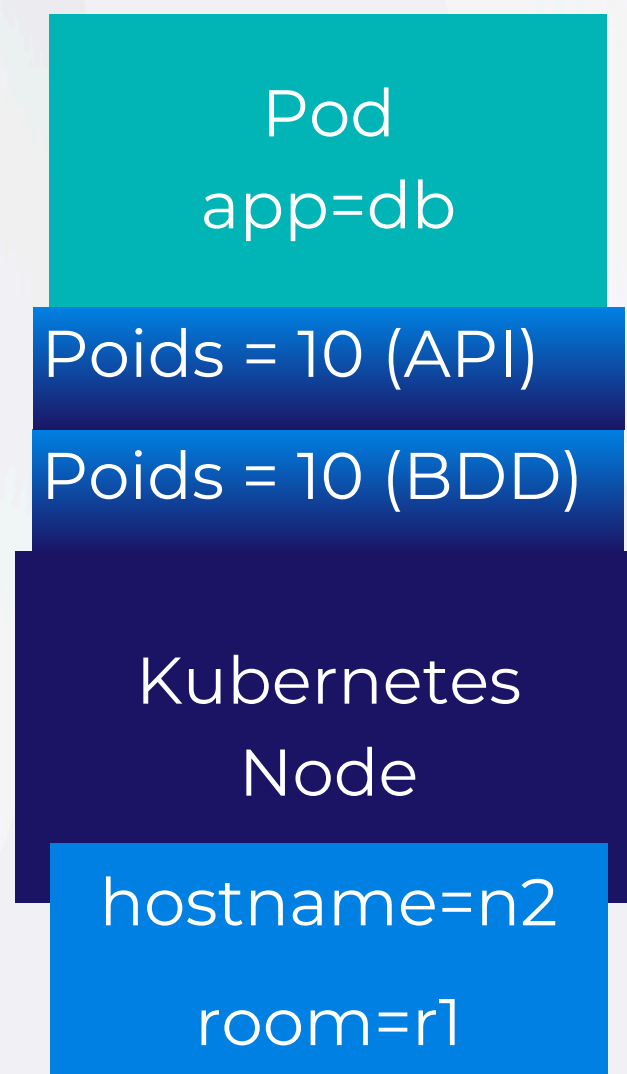 Pod
app=db
Poids = 10 (API)
Poids = 10 (BDD)
Kubernetes
Node
hostname=n2
room=r1